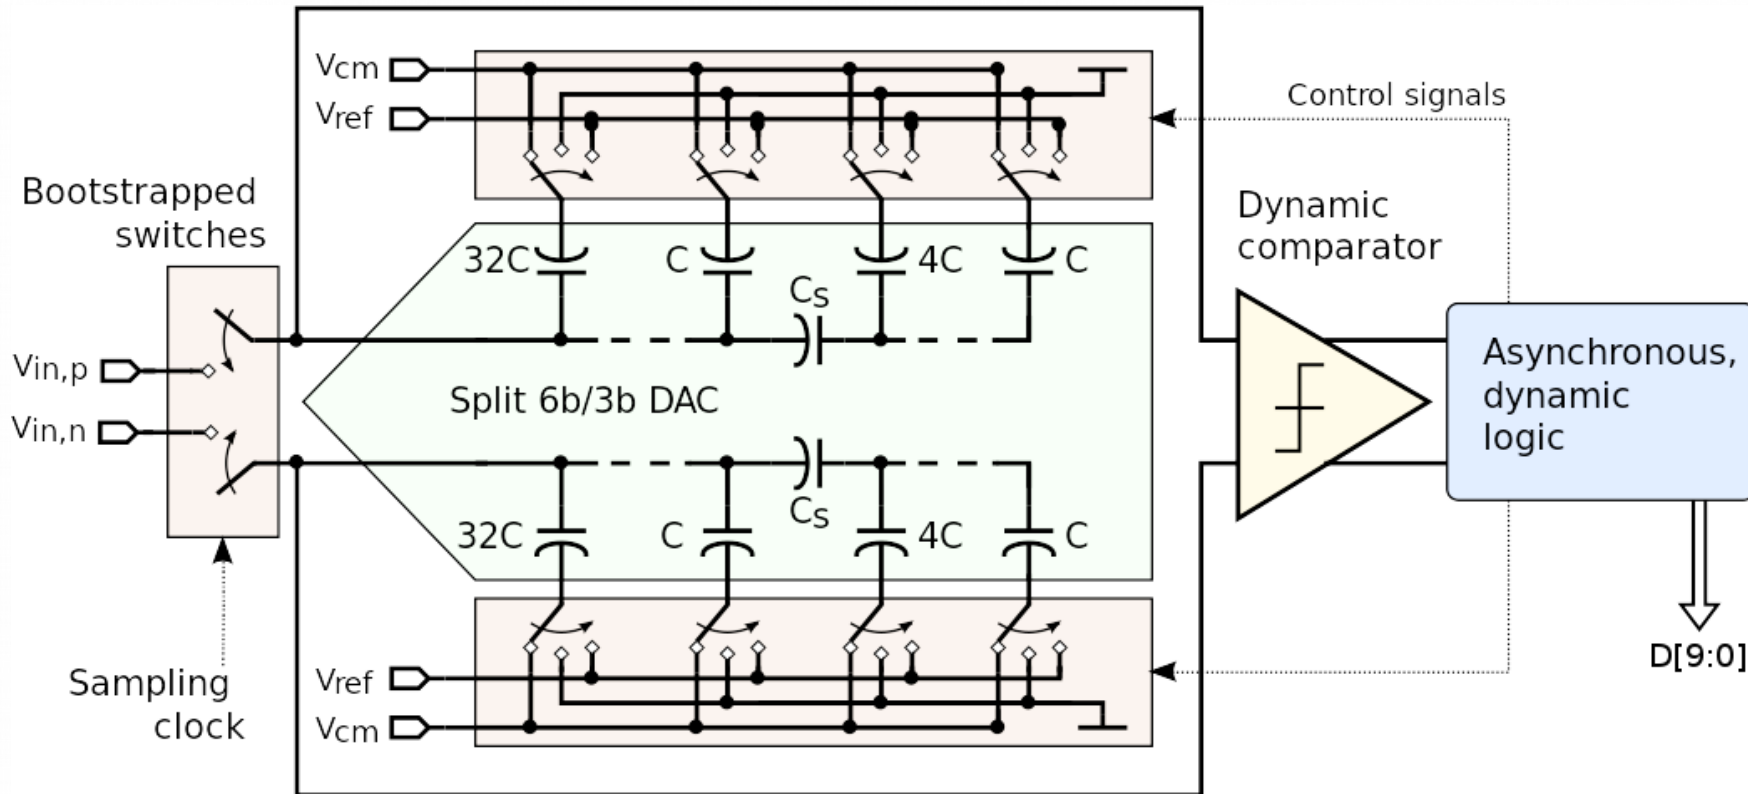 Vcm
Vref
Control signals
Bootstrapped
switches
Dynamic
comparator
32C
C
4C
C
Cs
Vin,p
Vin,n
Split 6b/3b DAC
Asynchronous,
dynamic
logic
Cs
32C
C
4C
C
Sampling
clock
Vref
Vcm
D[9:0]